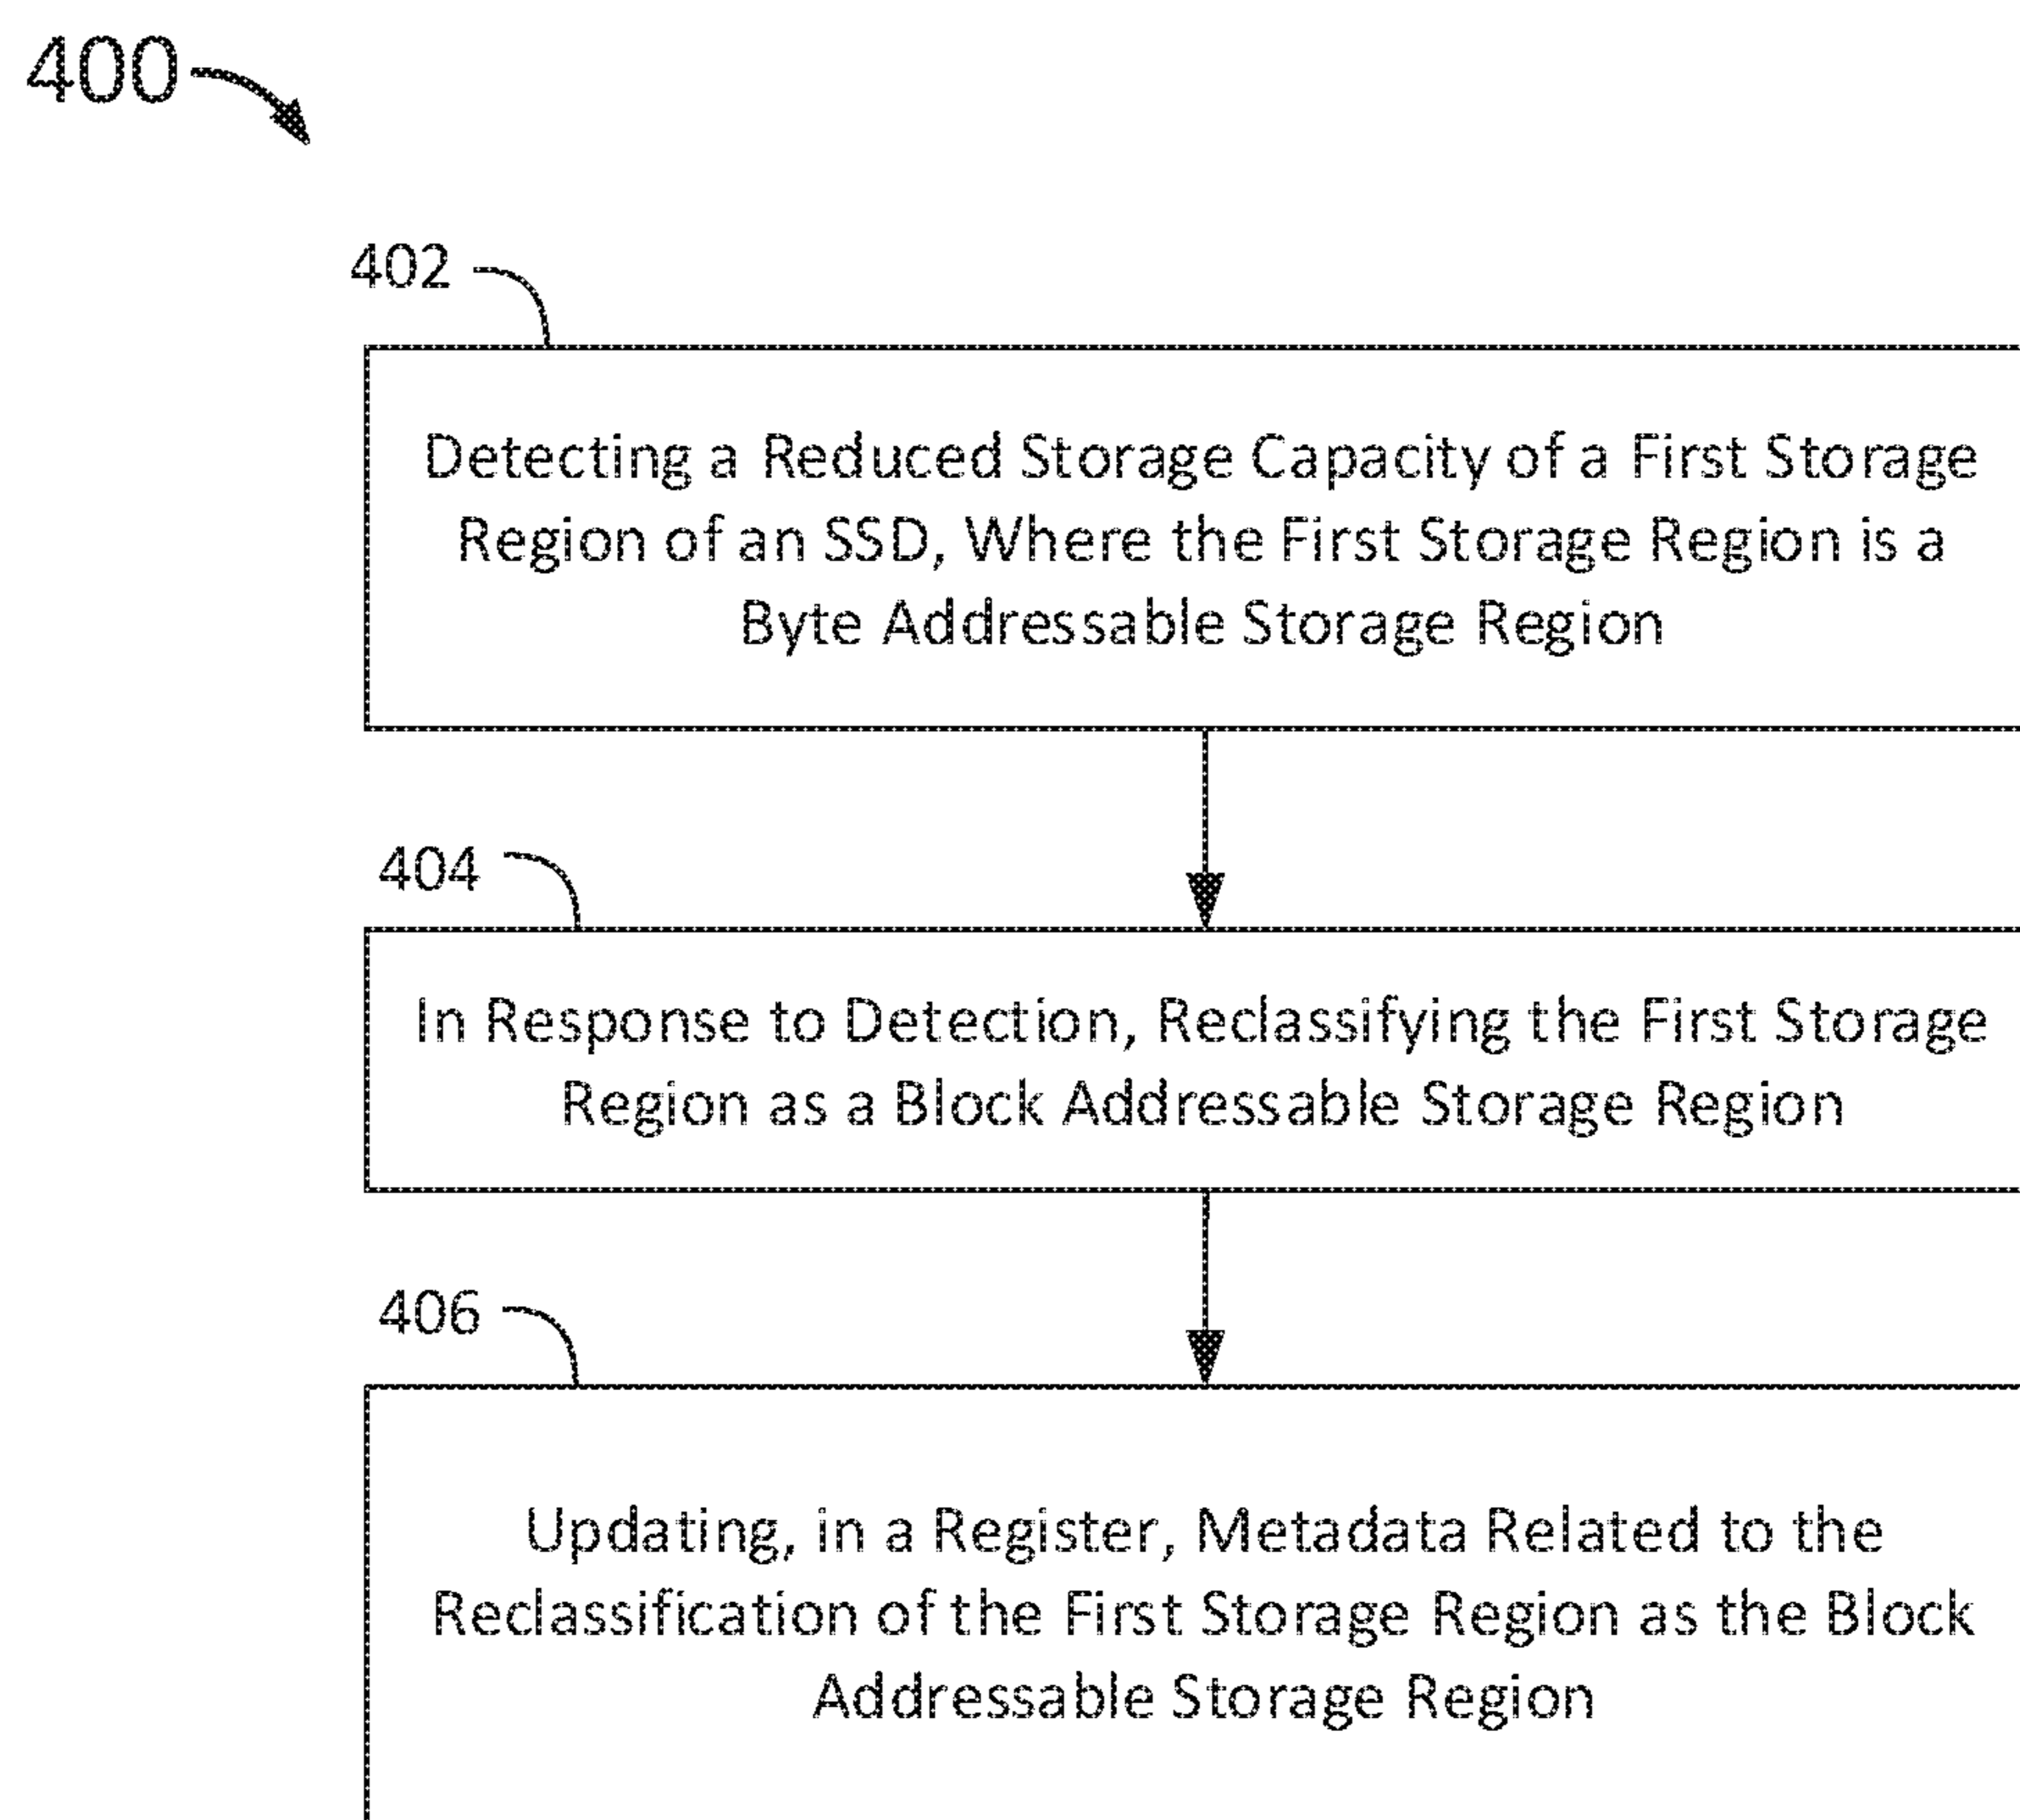 400
402
Detecting a Reduced Storage Capacity of a First Storage
Region of an SSD, Where the First Storage Region is a
Byte Addressable Storage Region
404
In Response to Detection, Reclassifying the First Storage
Region as a Block Addressable Storage Region
406
Updating, in a Register, Metadata Related to the
Reclassification of the First Storage Region as the Block
Addressable Storage Region